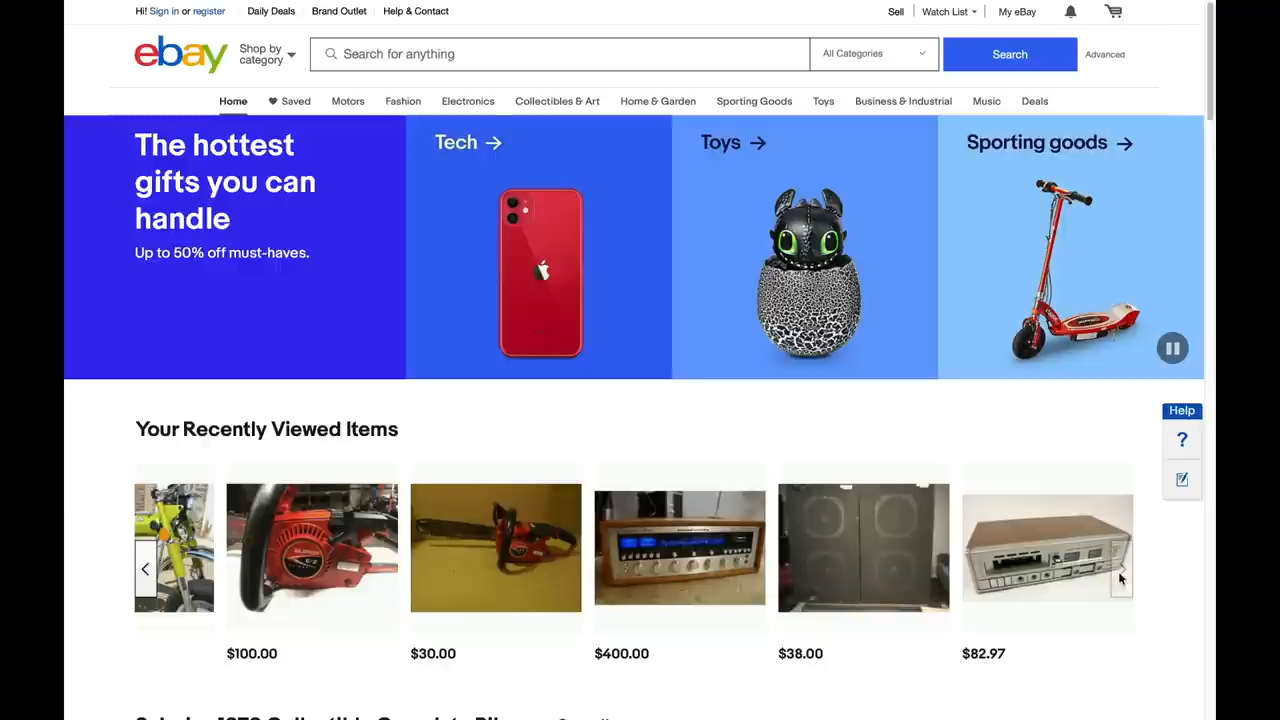 Hi! Sign in or register
Daily Deals
Brand Outlet
Help & Contact
Sell
Watch List
My eBay
ebay
Shop by
category
Search for anything
All Categories
Search
Advanced
Home
Saved
Motors
Fashion
Electronics
Collectibles & Art
Home & Garden
Sporting Goods
Toys
Business & Industrial
Music
Deals
The hottest
gifts you can
handle
Up to 50% off must-haves.
Tech →
Toys →
Sporting goods →
Help
?
Your Recently Viewed Items
$100.00
$30.00
$400.00
$38.00
$82.97